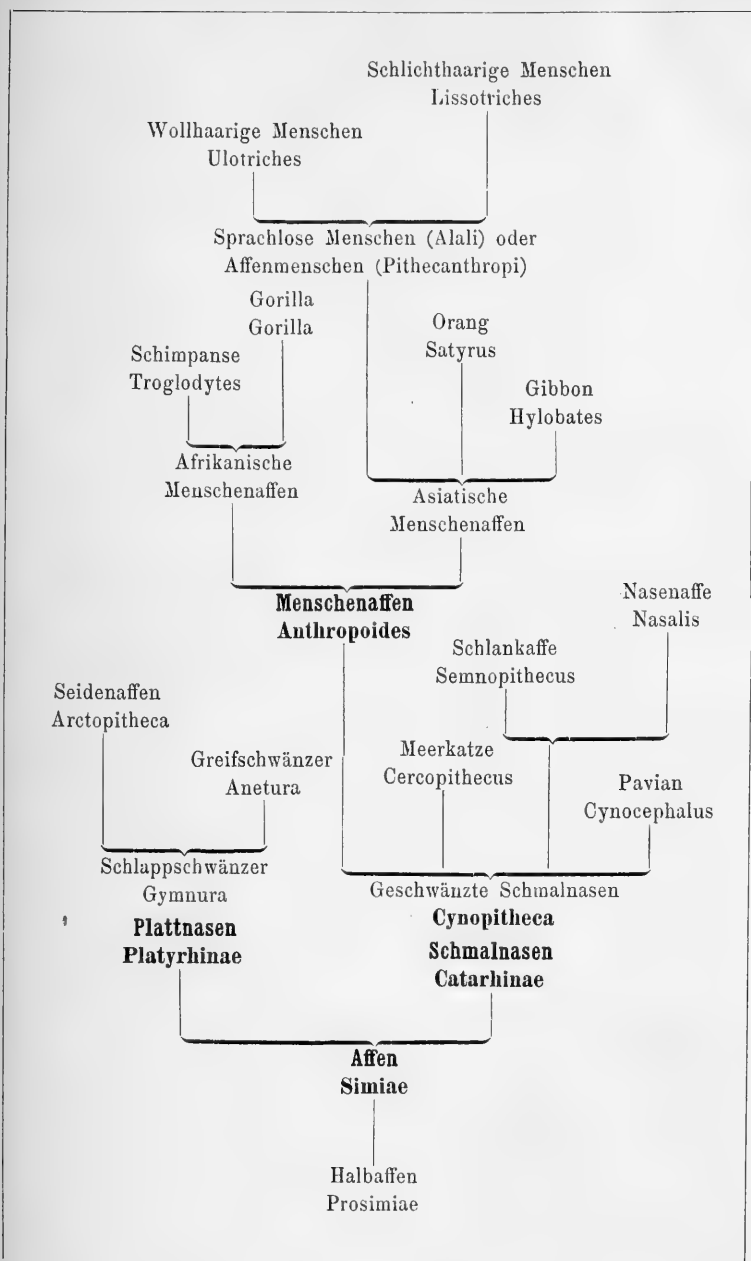 Schlichthaarige Menschen
Lissotriches
Wollhaarige Menschen
Ulotriches
Sprachlose Menschen (Alali) oder
Affenmenschen (Pithecanthropi)
Gorilla
Gorilla
Orang
Satyrus
Schimpanse
Troglodytes
Gibbon
Hylobates
Afrikanische
Menschenaffen
Asiatische
Menschenaffen
Menschenaffen
Anthropoides
Nasenaffe
Nasalis
Schlankaffe
Semnopithecus
Seidenaffen
Arctopitheca
Greifschwänzer
Anetura
Meerkatze
Cercopithecus
Pavian
Cynocephalus
Schlappschwänzer
Gymnura
Geschwänzte Schmalnasen
Cynopitheca
Plattnasen
Platyrhinae
Schmalnasen
Catarhinae
Affen
Simiae
Halbaffen
Prosimiae